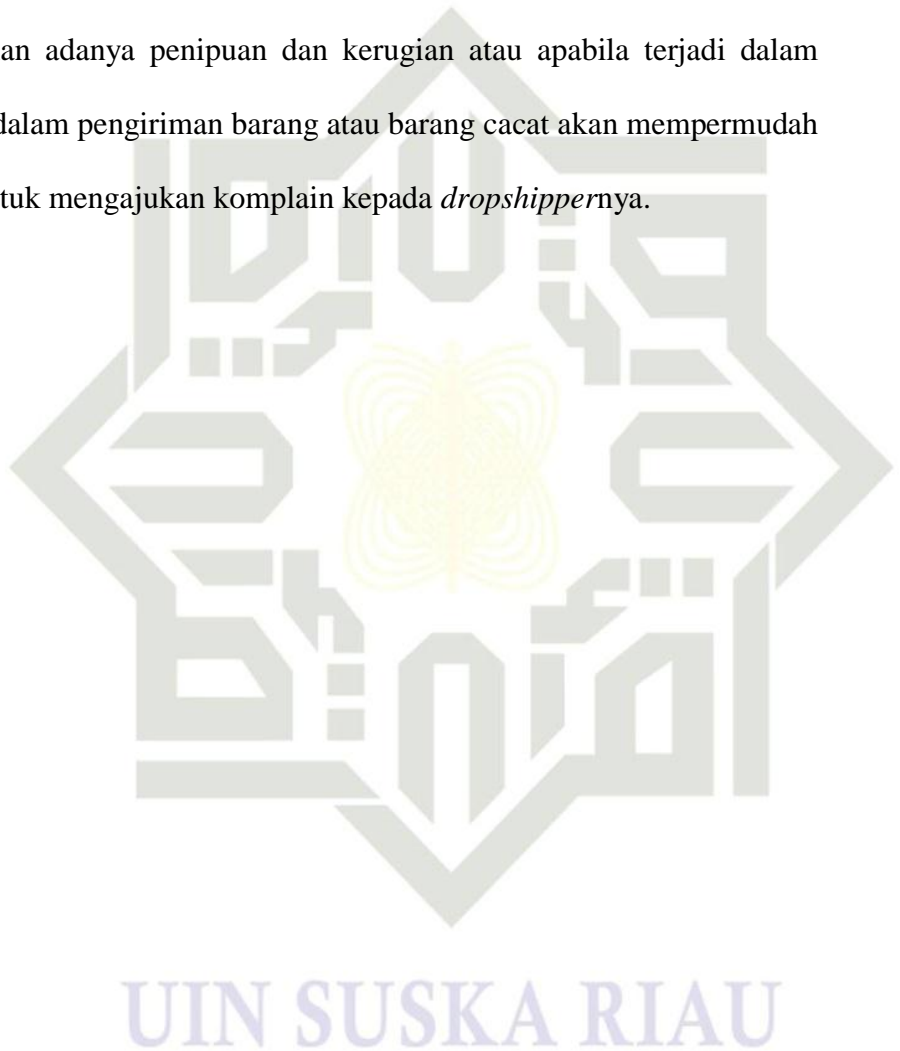 an adanya penipuan dan kerugian atau apabila terjadi dalam
dalam pengiriman barang atau barang cacat akan mempermudah
tuk mengajukan komplain kepada dropshippernya.
UIN SUSKA RIAU